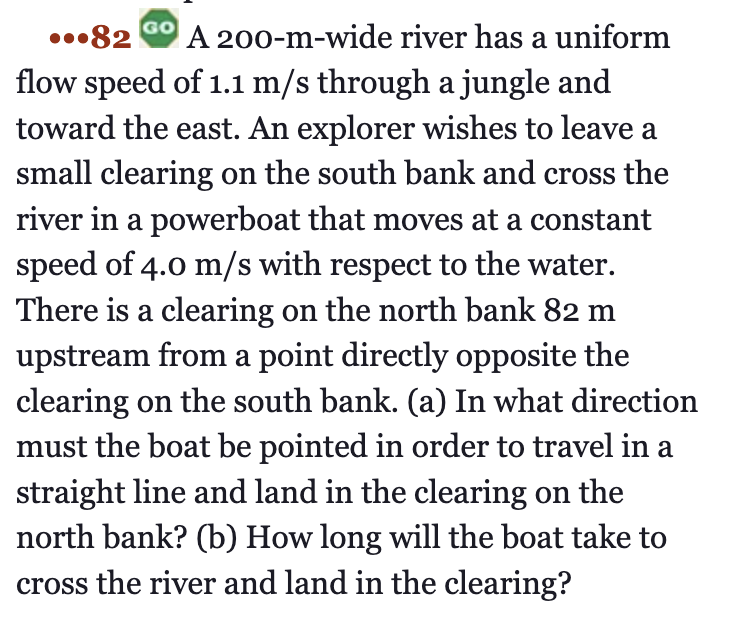 •••82 GO A 200-m-wide river has a uniform
flow speed of 1.1 m/s through a jungle and
toward the east. An explorer wishes to leave a
small clearing on the south bank and cross the
river in a powerboat that moves at a constant
speed of 4.0 m/s with respect to the water.
There is a clearing on the north bank 82 m
upstream from a point directly opposite the
clearing on the south bank. (a) In what direction
must the boat be pointed in order to travel in a
straight line and land in the clearing on the
north bank? (b) How long will the boat take to
cross the river and land in the clearing?